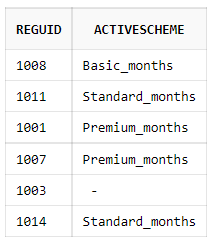 REGUID ACTIVESCHEME
1008 Basic_months
1011 Standard_months
1001 Premium_months
1007 Premium_months
1003 -
1014 Standard_months